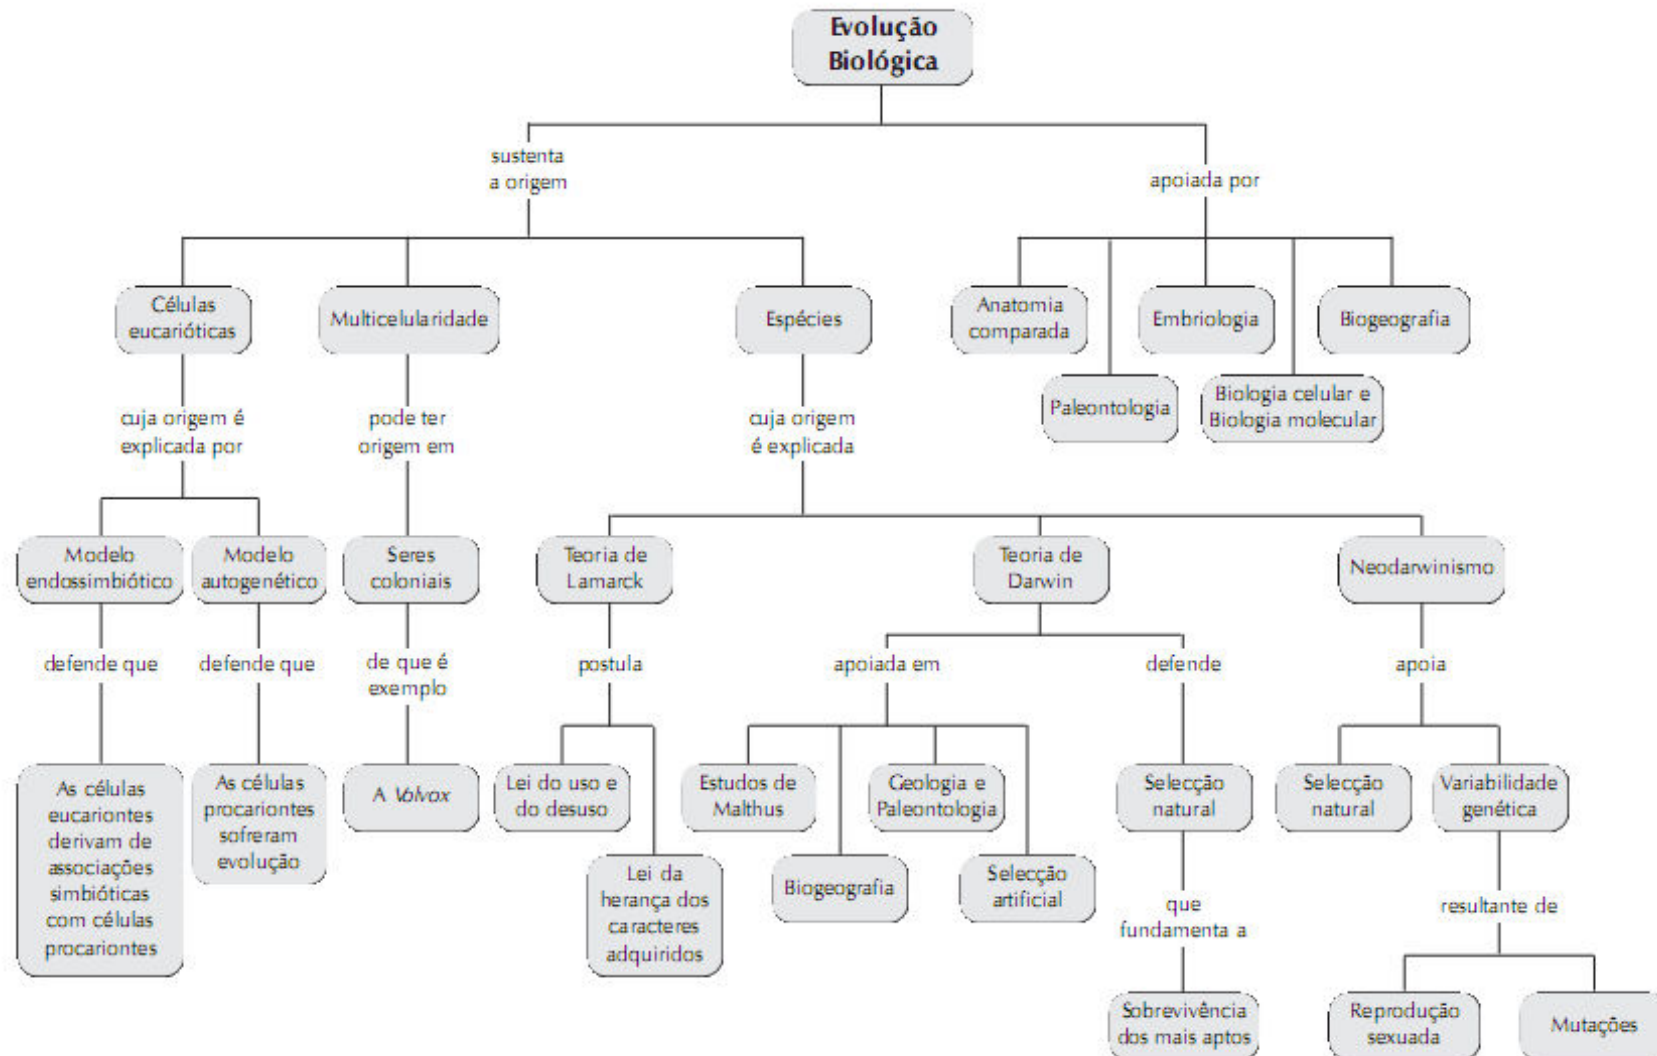 Evolução
Biológica
sustenta
a origem
apoiada por
Células
eucarióticas
Multicelularidade
Espécies
Anatomia
comparada
Embriologia
Biogeografia
Paleontologia
Biologia celular e
Biologia molecular
cuja origem é
explicada por
pode ter
origem em
cuja origem
é explicada
Modelo
endossimbiótico
Modelo
autogenético
Seres
coloniais
Teoria de
Lamarck
Teoria de
Darwin
Neodarwinismo
defende que
defende que
de que é
exemplo
postula
apoiada em
defende
apoia
As células
eucariontes
derivam de
associações
simbióticas
com células
procariontes
As células
procariontes
sofreram
evolução
A Volvox
Lei do uso e
do desuso
Lei da
herança dos
caracteres
adquiridos
Estudos de
Malthus
Biogeografia
Geologia e
Paleontologia
Selecção
artificial
Selecção
natural
Selecção
natural
Variabilidade
genética
que
fundamenta a
resultante de
Sobrevivência
dos mais aptos
Reprodução
sexuada
Mutações